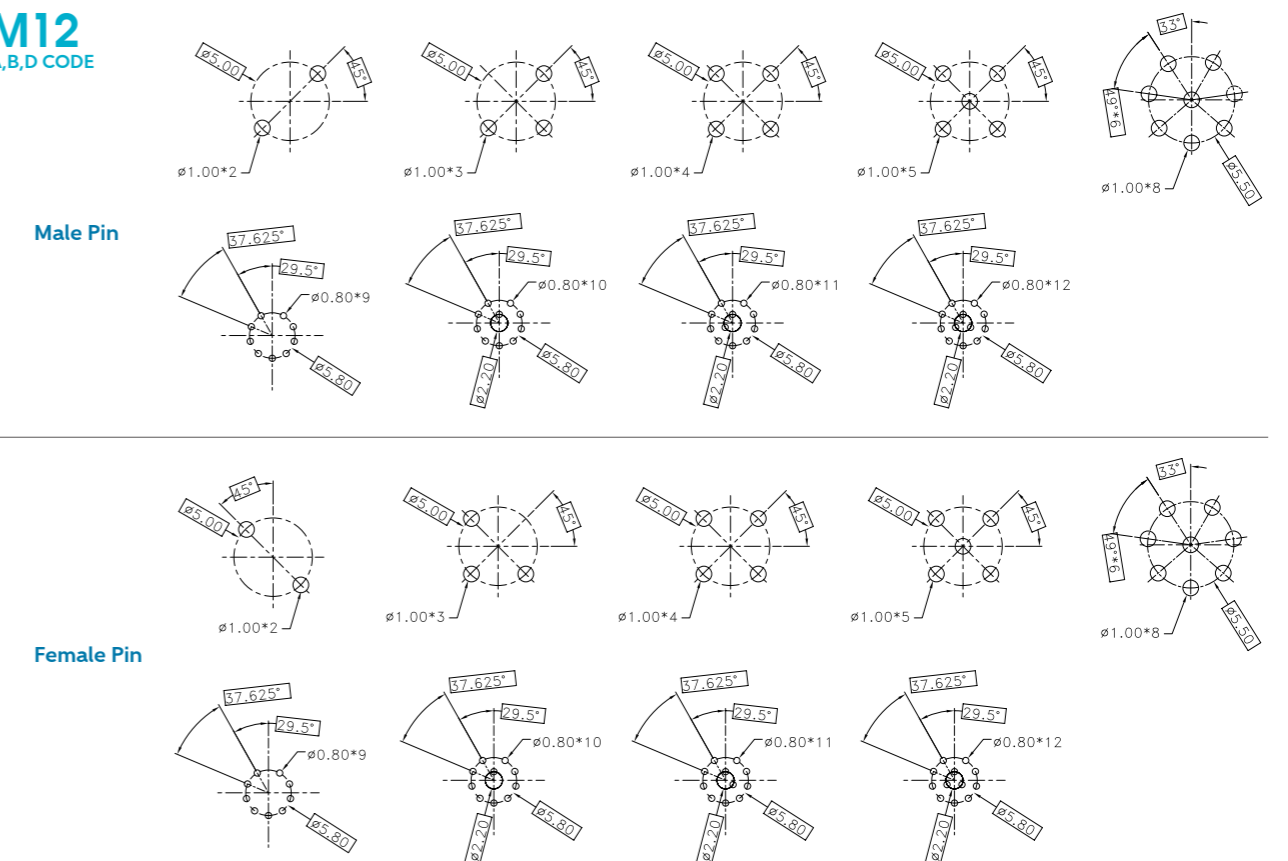 M12
A,B,D CODE
ø5.00 45° ø1.00*2
ø5.00 45° ø1.00*3
ø5.00 45° ø1.00*4
ø5.00 45° ø1.00*5
33° 49°*6 ø1.00*8 ø5.50
Male Pin
37.625° 29.5° ø0.80*9 ø5.80
37.625° 29.5° ø0.80*10 ø5.80 ø2.20
37.625° 29.5° ø0.80*11 ø5.80 ø2.20
37.625° 29.5° ø0.80*12 ø5.80 ø2.20
45° ø5.00 ø1.00*2
ø5.00 45° ø1.00*3
ø5.00 45° ø1.00*4
ø5.00 45° ø1.00*5
33° 49°*6 ø1.00*8 ø5.50
Female Pin
37.625° 29.5° ø0.80*9 ø5.80
37.625° 29.5° ø0.80*10 ø5.80 ø2.20
37.625° 29.5° ø0.80*11 ø5.80 ø2.20
37.625° 29.5° ø0.80*12 ø5.80 ø2.20